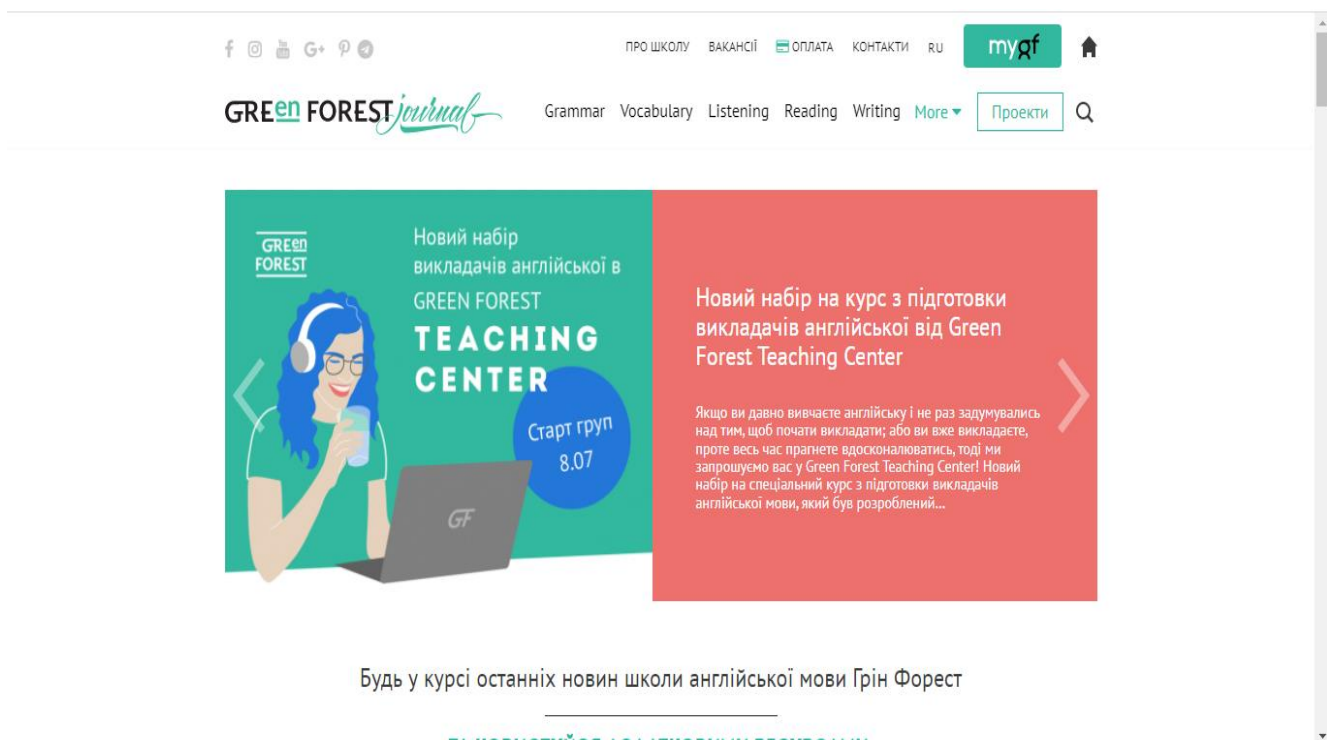 ПРО ШКОЛУ ВАКАНСІЇ ОПЛАТА КОНТАКТИ RU mygf
GREen FOREST journal Grammar Vocabulary Listening Reading Writing More Проекти
GREen
FOREST
Новий набір
викладачів англійської в
GREEN FOREST
TEACHING
CENTER
Старт груп
8.07
GF
Новий набір на курс з підготовки
викладачів англійської від Green
Forest Teaching Center
Якщо ви давно вивчаєте англійську і не раз задумувались
над тим, щоб почати викладати; або ви вже викладаєте,
проте весь час прагнете вдосконалюватись, тоді ми
запрошуємо вас у Green Forest Teaching Center! Новий
набір на спеціальний курс з підготовки викладачів
англійської мови, який був розроблений...
Будь у курсі останніх новин школи англійської мови Грін Форест